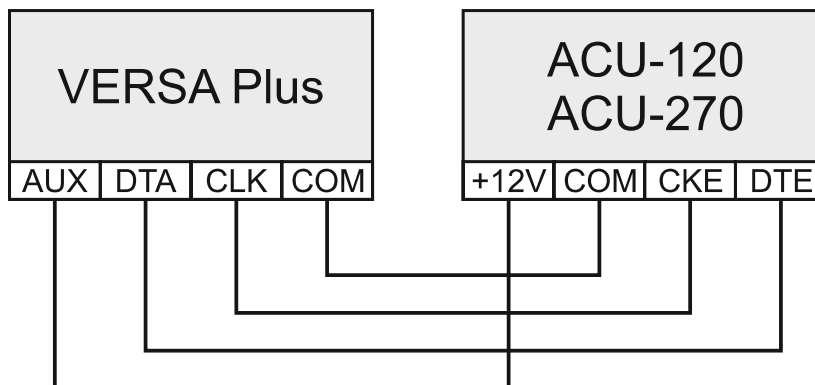 VERSA Plus
AUX DTA CLK COM
ACU-120
ACU-270
+12V COM CKE DTE